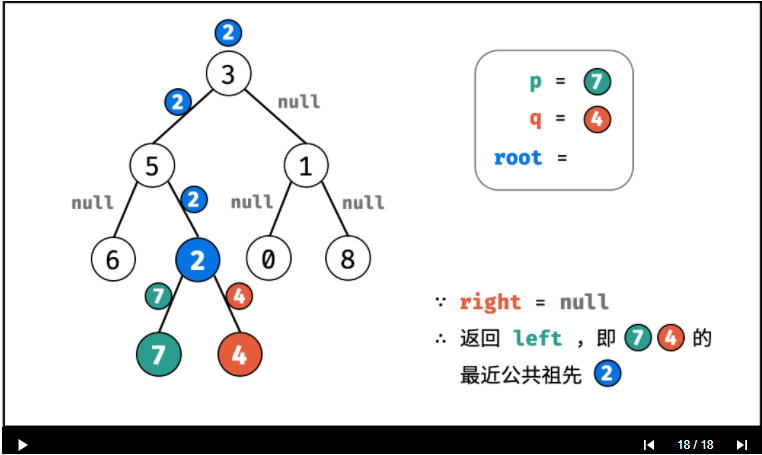 2
3
2
null
5
1
null
2
null
null
6
2
0
8
7
4
7
4
p = 7
q = 4
root =
∵ right = null
∴ 返回 left ，即 7 4 的
最近公共祖先 2
18 / 18